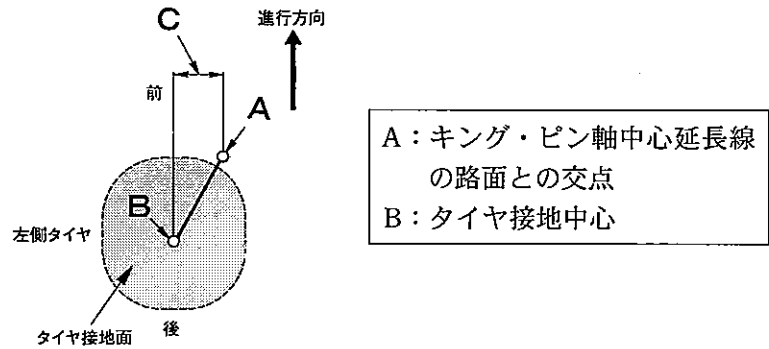 進行方向
C
前
A
B
左側タイヤ
タイヤ接地面
後
A：キング・ピン軸中心延長線
の路面との交点
B：タイヤ接地中心